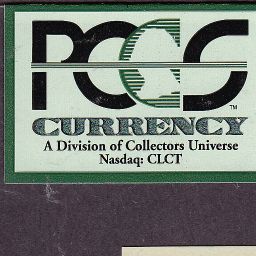 PCGS
TM
CURRENCY
A Division of Collectors Universe
Nasdaq: CLCT